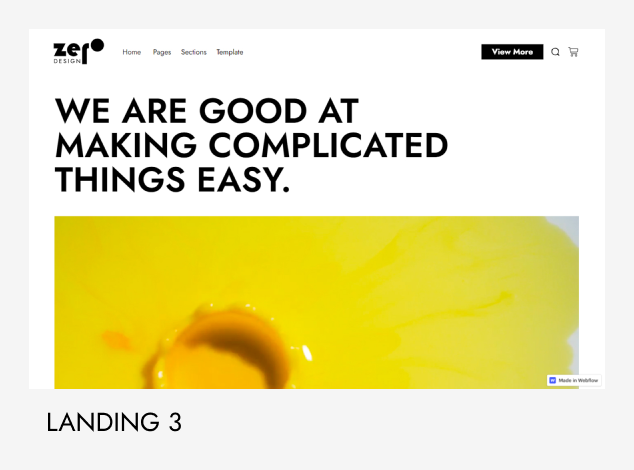 zero
DESIGN
Home Pages Sections Template
View More
WE ARE GOOD AT
MAKING COMPLICATED
THINGS EASY.
Made in Webflow
LANDING 3